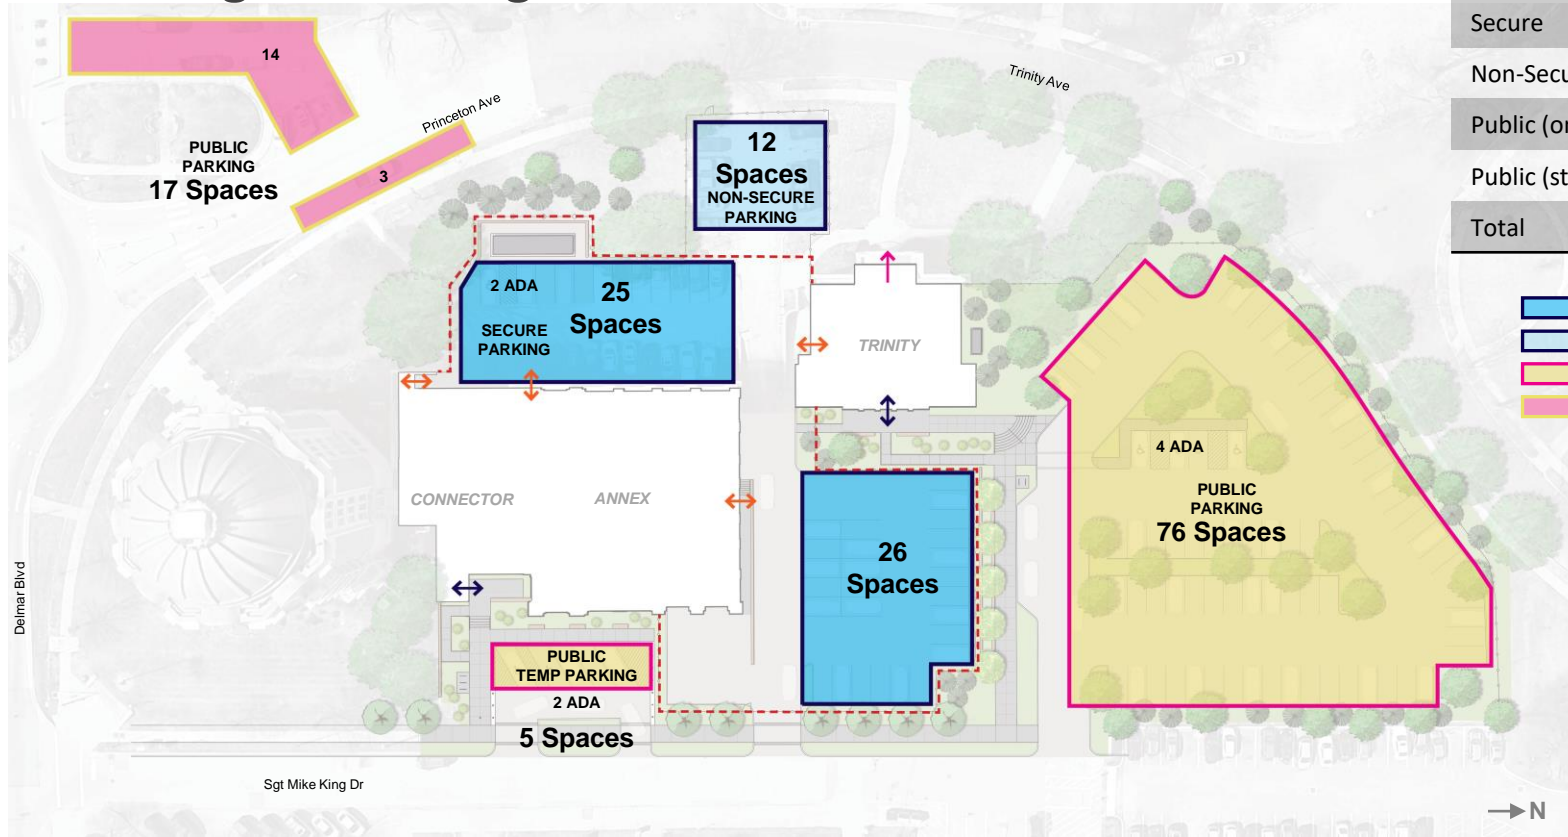 Secure
Non-Secu
Public (or
Public (st
Total
14
Princeton Ave
Trinity Ave
PUBLIC
PARKING
17 Spaces
3
12
Spaces
NON-SECURE
PARKING
2 ADA
25
Spaces
SECURE
PARKING
TRINITY
4 ADA
PUBLIC
PARKING
76 Spaces
CONNECTOR
ANNEX
26
Spaces
Delmar Blvd
PUBLIC
TEMP PARKING
2 ADA
5 Spaces
Sgt Mike King Dr
N